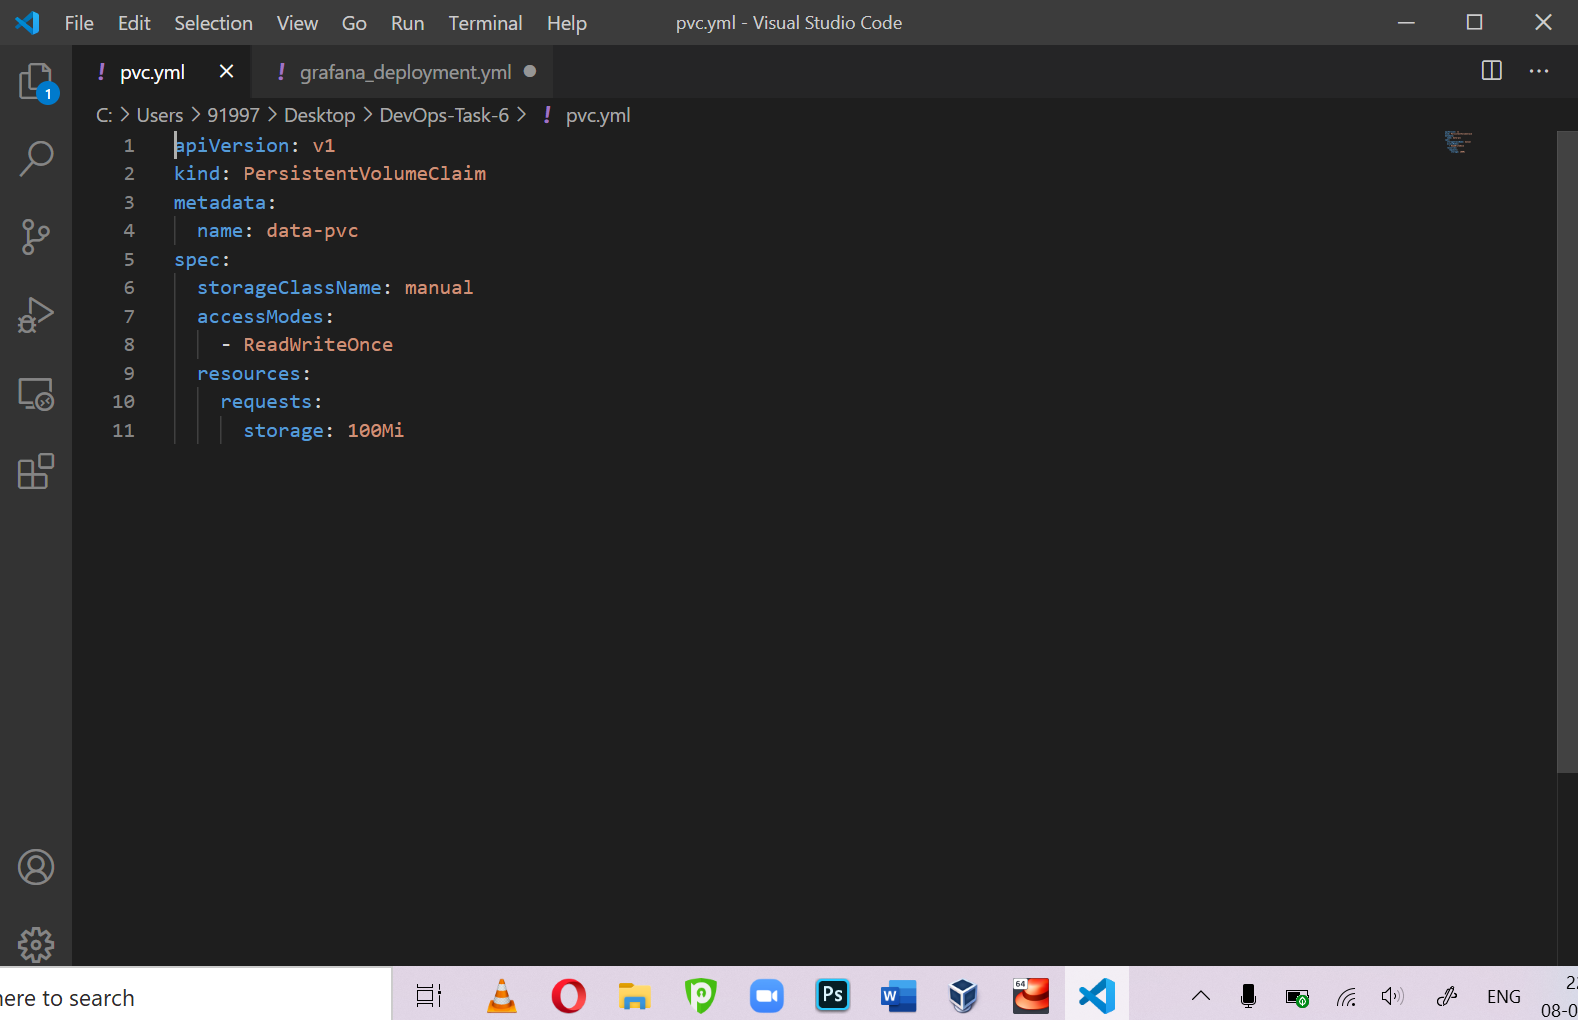 File Edit Selection View Go Run Terminal Help pvc.yml - Visual Studio Code
! pvc.yml ! grafana_deployment.yml
1
C: > Users > 91997 > Desktop > DevOps-Task-6 > ! pvc.yml
1 apiVersion: v1
2 kind: PersistentVolumeClaim
3 metadata:
4 name: data-pvc
5 spec:
6 storageClassName: manual
7 accessModes:
8 - ReadWriteOnce
9 resources:
10 requests:
11 storage: 100Mi
here to search
Ps
W
64
ENG
08-0